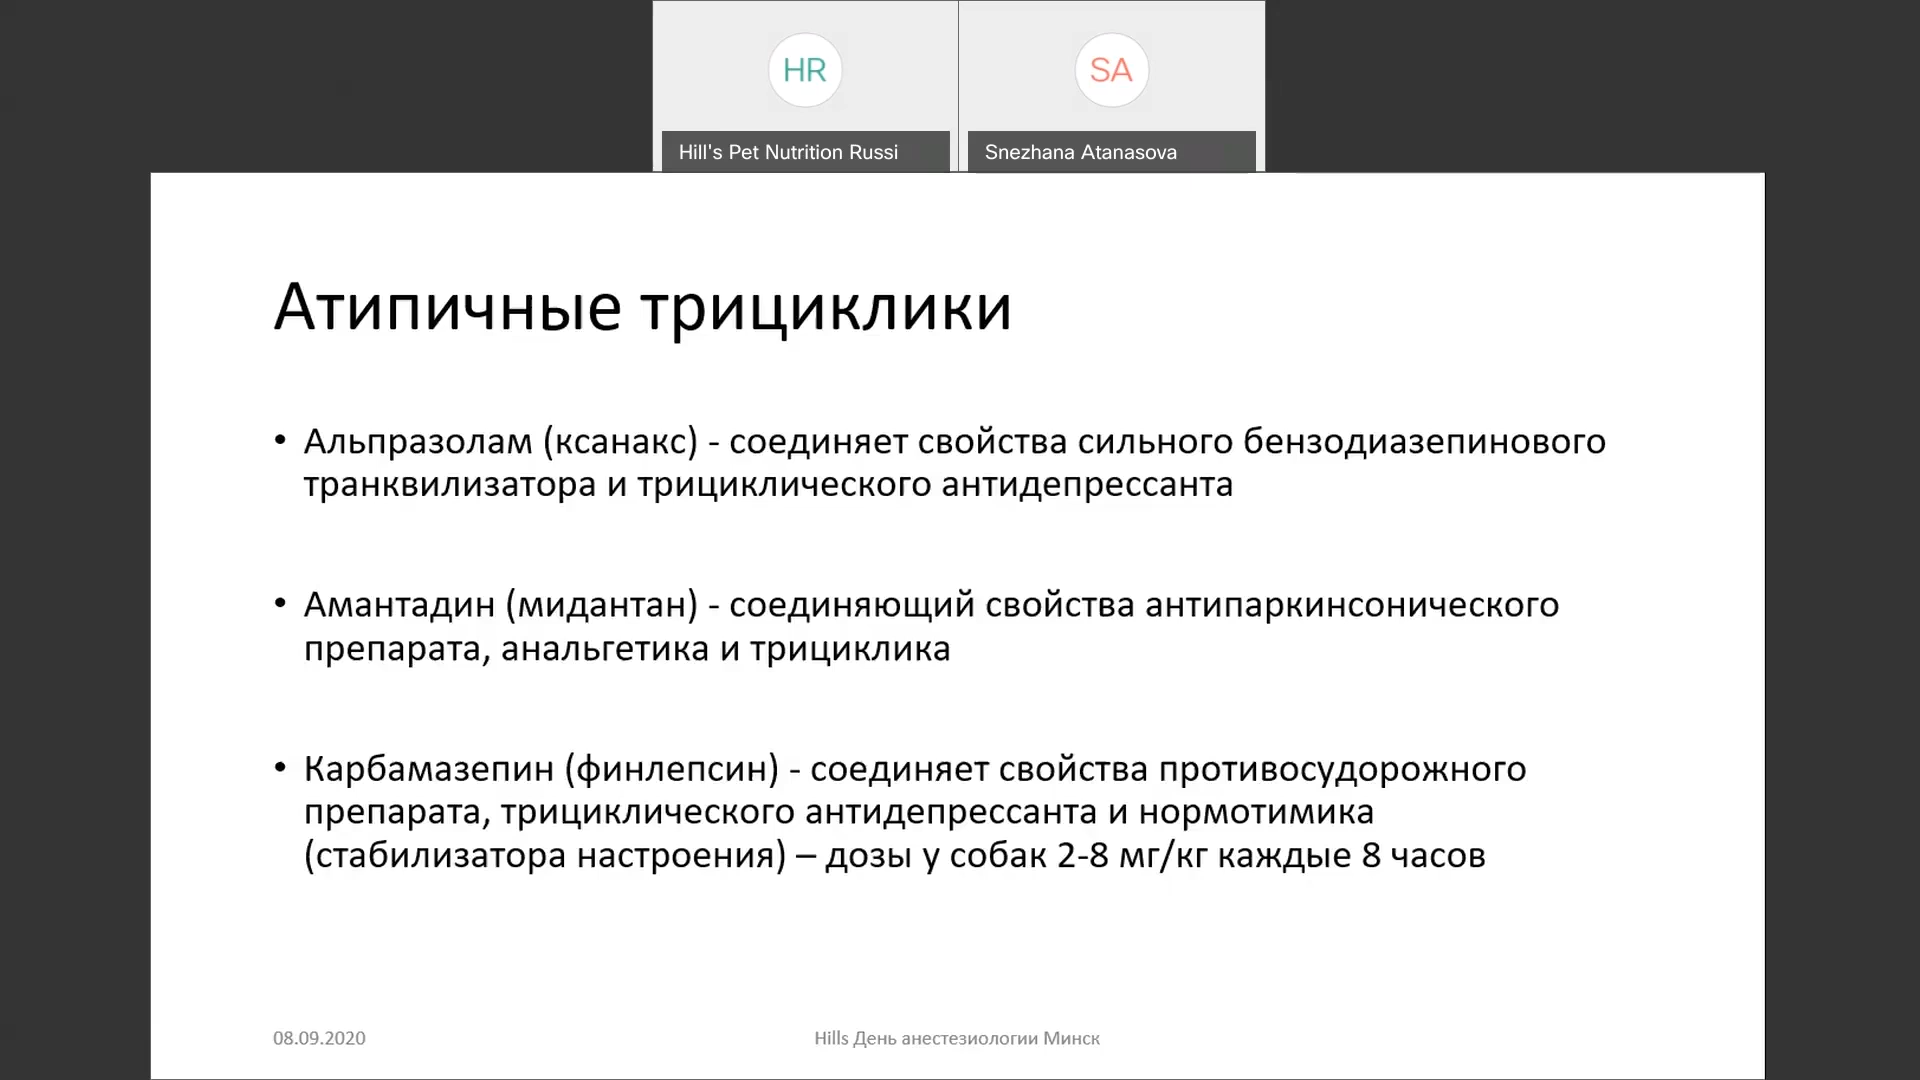 HR
SA
Hill's Pet Nutrition Russi
Snezhana Atanasova
Атипичные трициклики
• Альпразолам (ксанакс) - соединяет свойства сильного бензодиазепинового
транквилизатора и трициклического антидепрессанта
• Амантадин (мидантан) - соединяющий свойства антипаркинсонического
препарата, анальгетика и трициклика
• Карбамазепин (финлепсин) - соединяет свойства противосудорожного
препарата, трициклического антидепрессанта и нормотимика
(стабилизатора настроения) – дозы у собак 2-8 мг/кг каждые 8 часов
08.09.2020
Hills День анестезиологии Минск